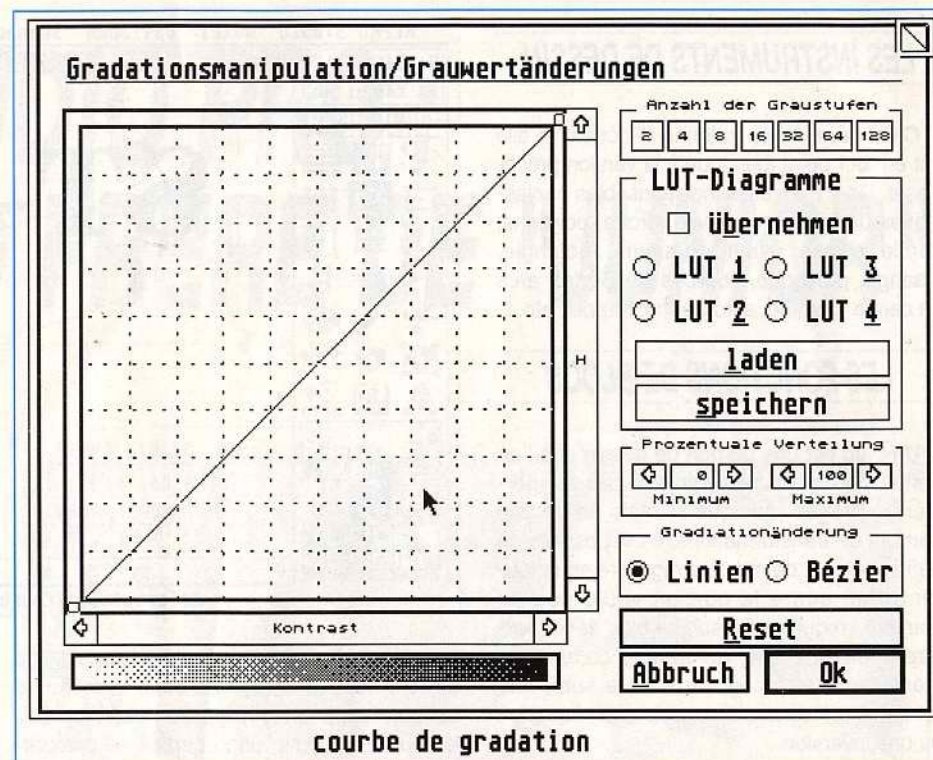 Gradationsmanipulation/Grauwertänderungen
Anzahl der Graustufen
2 4 8 16 32 64 128
LUT-Diagramme
übernehmen
LUT 1 LUT 3
LUT 2 LUT 4
laden
speichern
Prozentuale Verteilung
0 100
Minimum Maximum
Gradiationänderung
Linien Bézier
H
Kontrast
Reset
Abbruch Ok
courbe de gradation